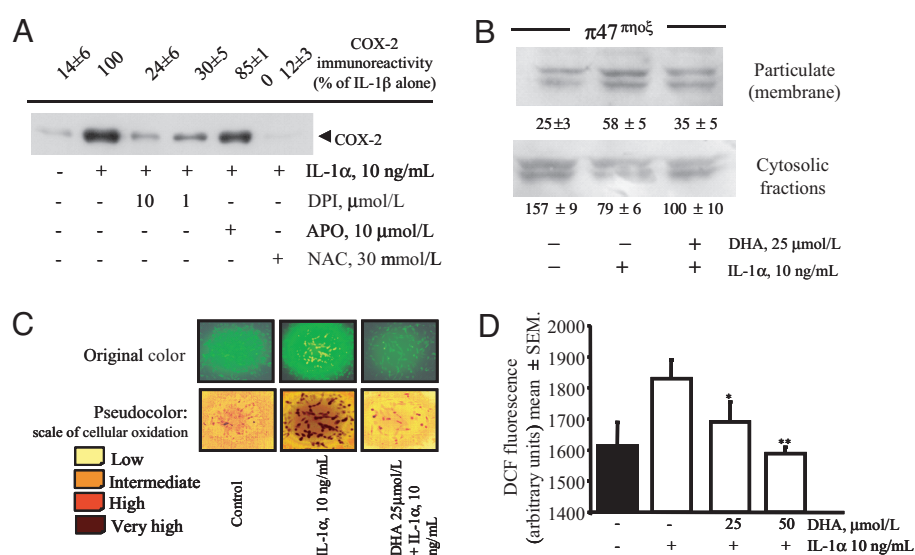 A
14±6 100 24±6 30±5 85±1 0 12±3
COX-2
immunoreactivity
(% of IL-1β alone)
COX-2
- + + + + + IL-1α, 10 ng/mL
- - 10 1 - - DPI, μmol/L
- - - - + - APO, 10 μmol/L
- - - - - + NAC, 30 mmol/L
B
π47πηοξ
Particulate
(membrane)
25±3 58 ± 5 35 ± 5
Cytosolic
fractions
157 ± 9 79 ± 6 100 ± 10
− − + DHA, 25 μmol/L
− + + IL-1α, 10 ng/mL
C
Original color
Pseudocolor:
scale of cellular oxidation
Low
Intermediate
High
Very high
Control
IL-1α, 10 ng/mL
DHA 25μmol/L
+ IL-1α, 10
ng/mL
D
DCF fluorescence
(arbitrary units) mean ± SEM.
2000
1900
1800
1700
1600
1500
1400
*
**
- - 25 50 DHA, μmol/L
- + + + IL-1α 10 ng/mL